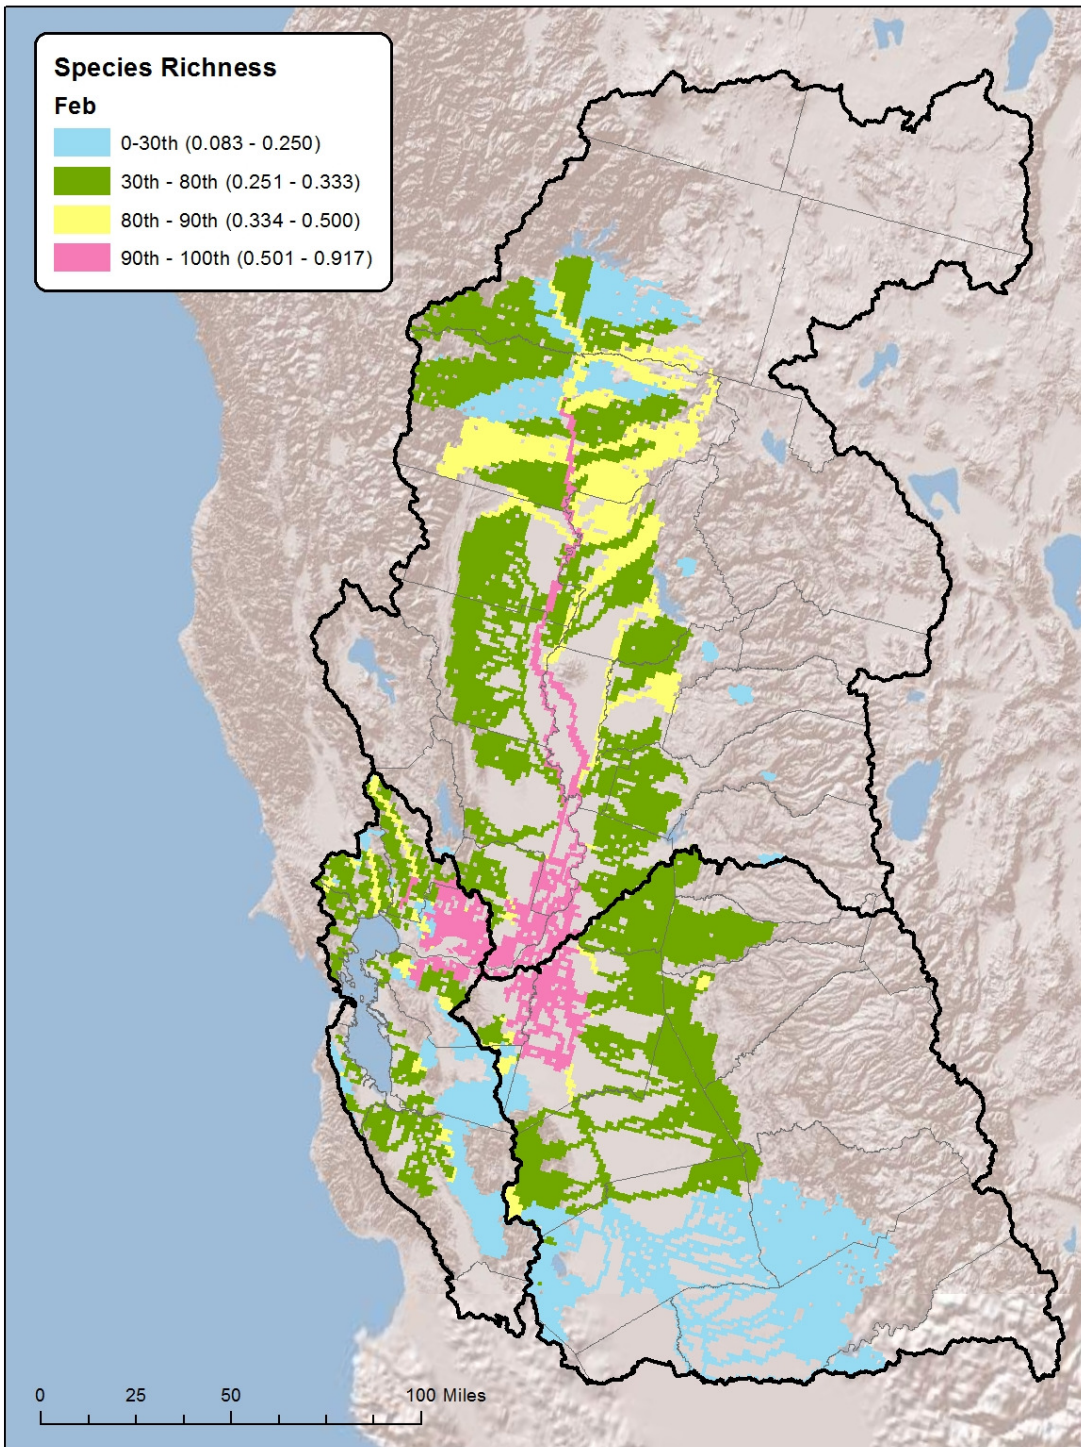 Species Richness
Feb
0-30th (0.083 - 0.250)
30th - 80th (0.251 - 0.333)
80th - 90th (0.334 - 0.500)
90th - 100th (0.501 - 0.917)
0 25 50 100 Miles